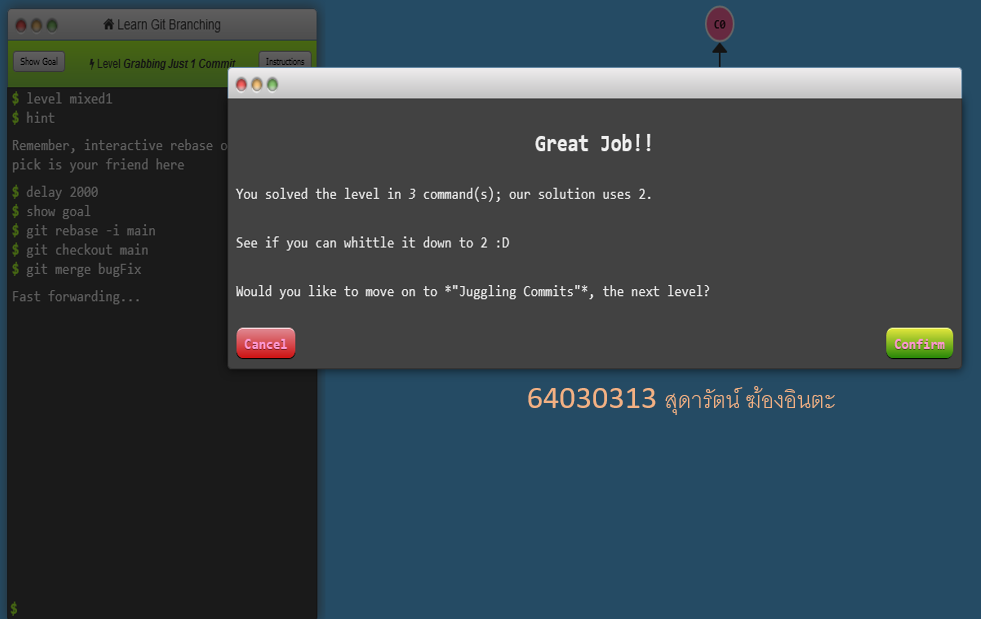 Learn Git Branching
Show Goal
Level Grabbing Just 1 Commit
Instructions
$ level mixed1
$ hint
Remember, interactive rebase o
pick is your friend here
$ delay 2000
$ show goal
$ git rebase -i main
$ git checkout main
$ git merge bugFix
Fast forwarding...
$
C0
Great Job!!
You solved the level in 3 command(s); our solution uses 2.
See if you can whittle it down to 2 :D
Would you like to move on to *"Juggling Commits"*, the next level?
Cancel
Confirm
64030313 สุดารัตน์ ฆ้องอินตะ